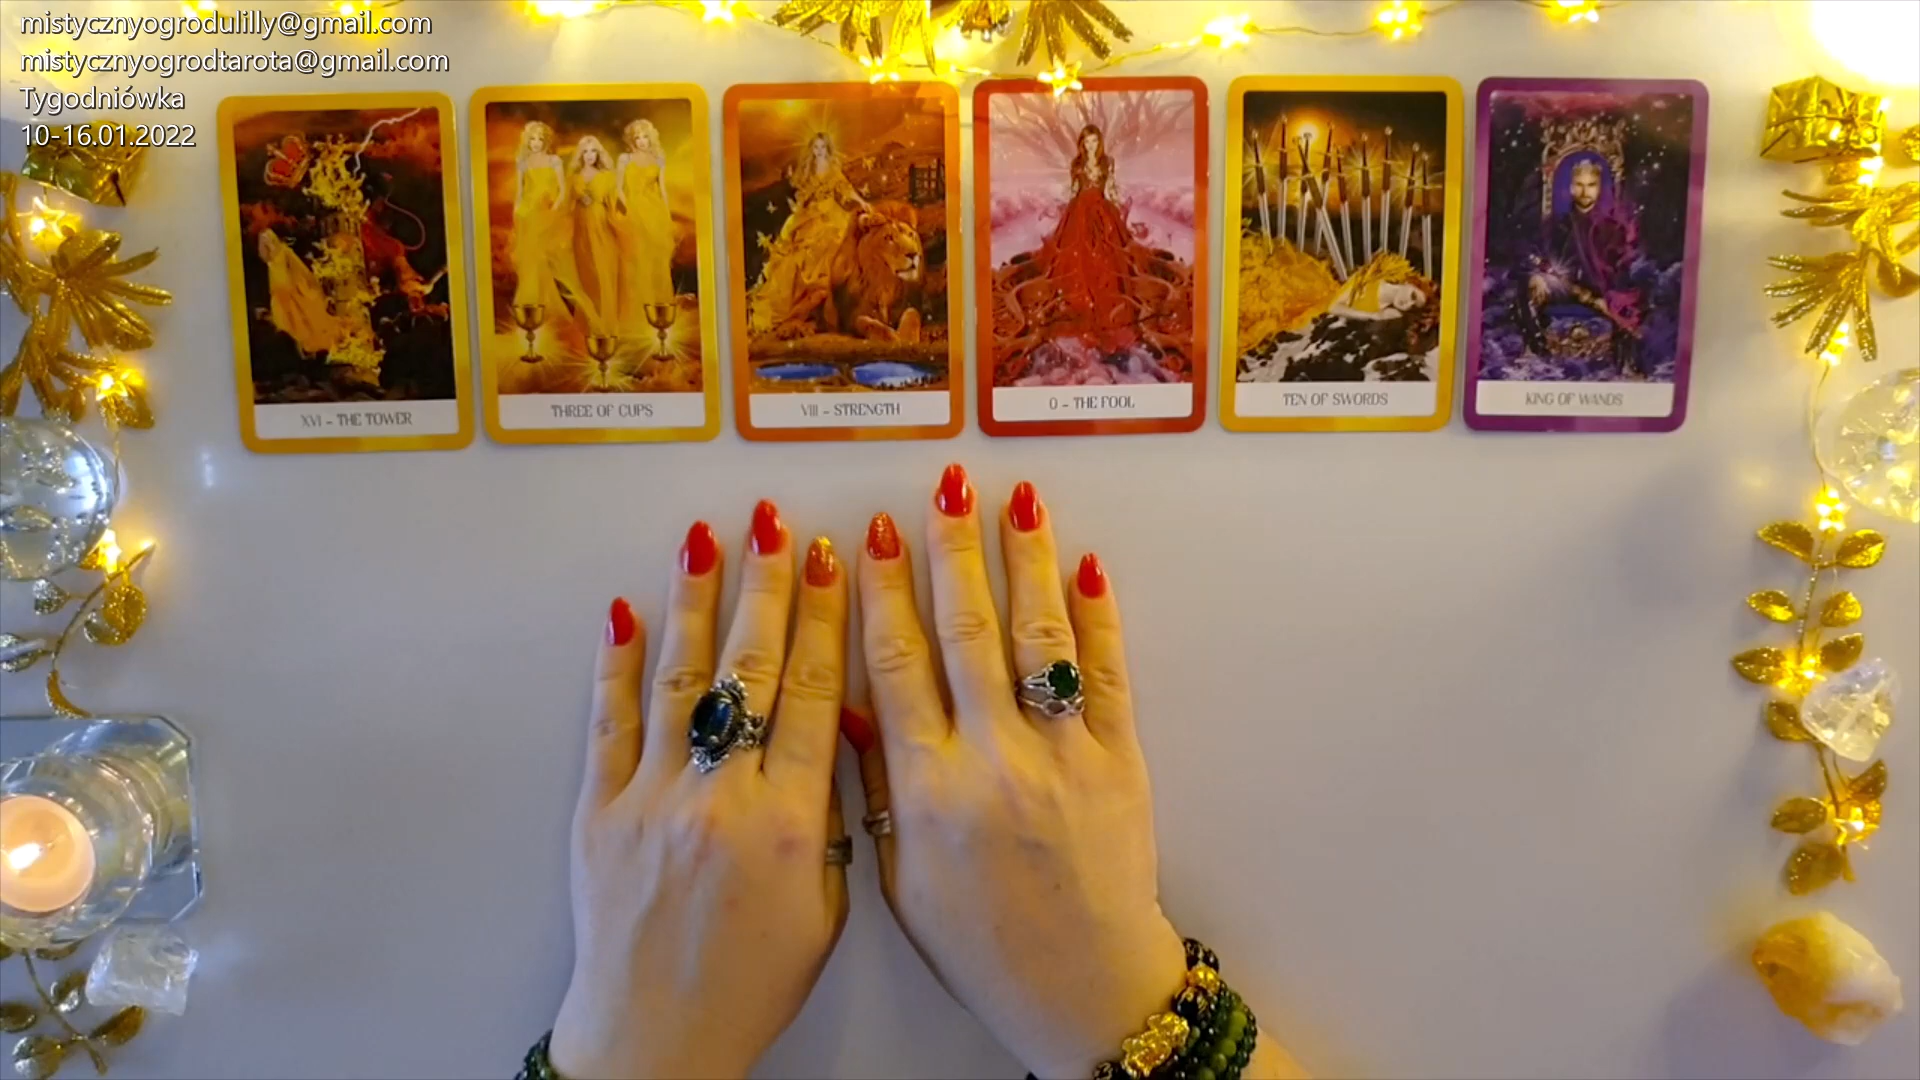 mistycznyogrodulilly@gmail.com
mistycznyogrodtarota@gmail.com
Tygodniówka
10-16.01.2022
XVI - THE TOWER
THREE OF CUPS
VIII - STRENGTH
0 - THE FOOL
TEN OF SWORDS
KING OF WANDS